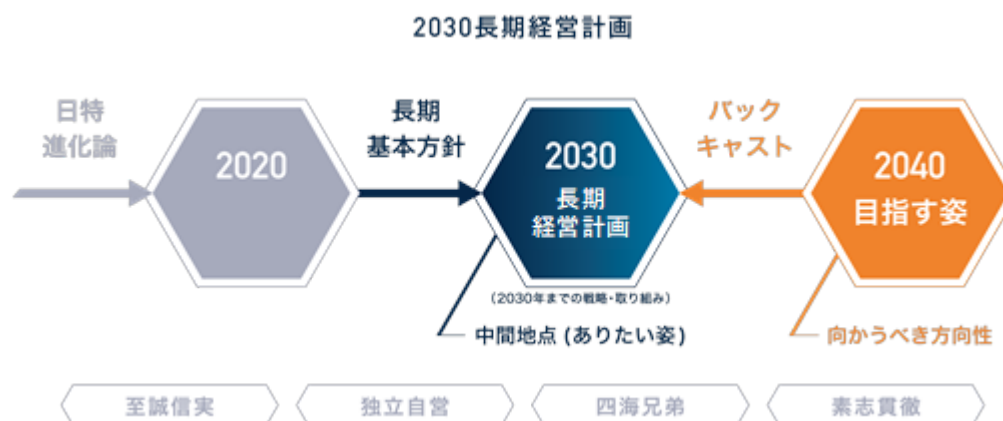 2030長期経営計画
日特
進化論
2020
長期
基本方針
2030
長期
経営計画
バック
キャスト
2040
目指す姿
(2030年までの戦略・取り組み)
中間地点 (ありたい姿)
向かうべき方向性
至誠信実
独立自営
四海兄弟
素志貫徹